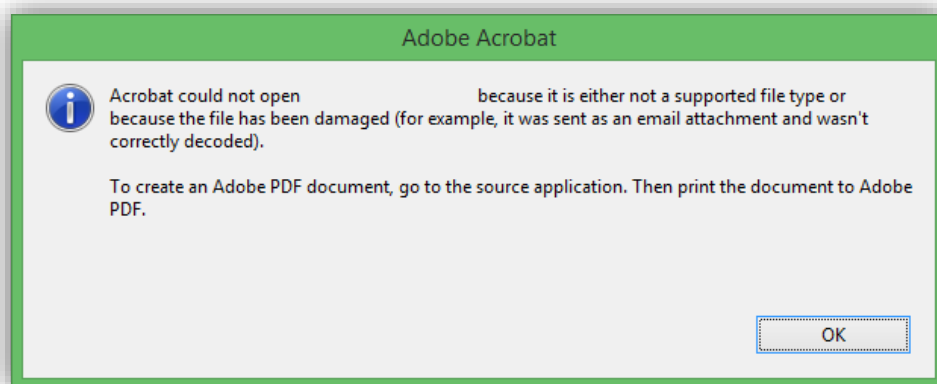 Adobe Acrobat
Acrobat could not open because it is either not a supported file type or
because the file has been damaged (for example, it was sent as an email attachment and wasn't
correctly decoded).
To create an Adobe PDF document, go to the source application. Then print the document to Adobe
PDF.
OK